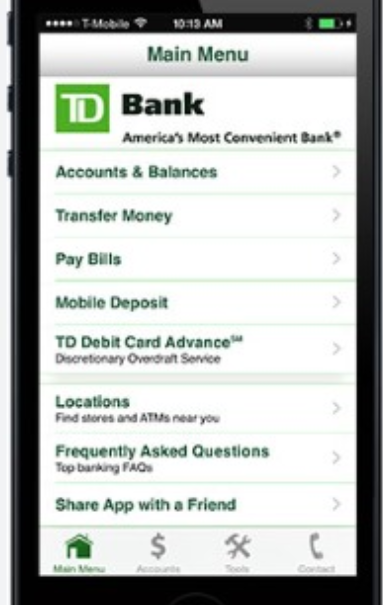 T-Mobile 10:13 AM
Main Menu
TD Bank
America's Most Convenient Bank®
Accounts & Balances
Transfer Money
Pay Bills
Mobile Deposit
TD Debit Card Advance℠
Discretionary Overdraft Service
Locations
Find stores and ATMs near you
Frequently Asked Questions
Top banking FAQs
Share App with a Friend
Main Menu Accounts Tools Contact